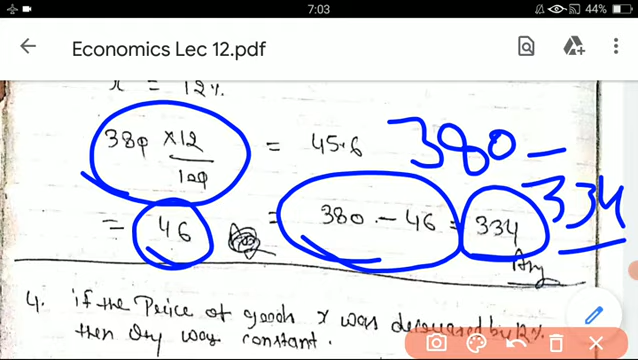 7:03
44%
Economics Lec 12.pdf
r = 12%
380 × 12 / 100 = 45.6
380 -
= 46 = 380 - 46 = 334
334
Ans
4. if the Price of goods x was decreased by 12%
then Qty was constant.